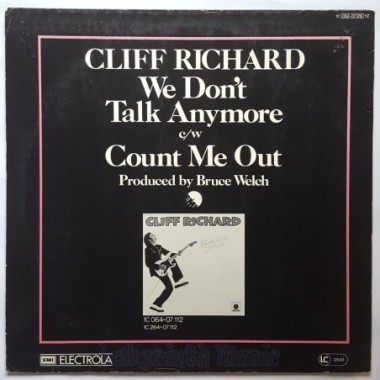 CLIFF RICHARD
We Don't
Talk Anymore
c/w
Count Me Out
Produced by Bruce Welch
CLIFF RICHARD
1C 064-07 112
1C 264-07 112
EMI ELECTROLA
LC